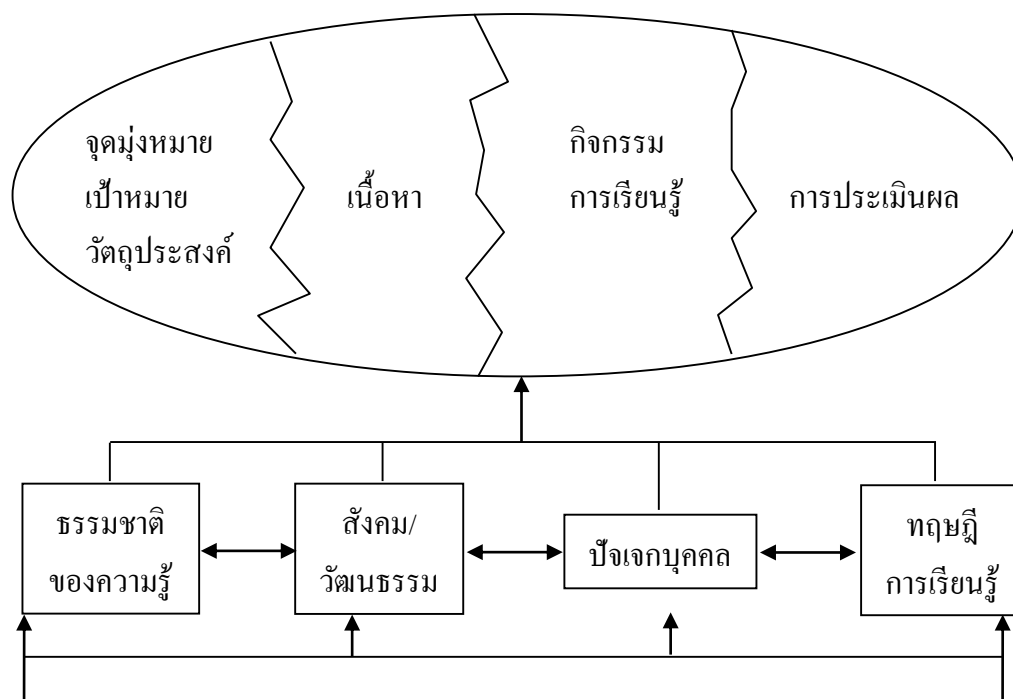 จุดมุ่งหมาย
เป้าหมาย
วัตถุประสงค์
เนื้อหา
กิจกรรม
การเรียนรู้
การประเมินผล
ธรรมชาติ
ของความรู้
สังคม/
วัฒนธรรม
ปัจเจกบุคคล
ทฤษฎี
การเรียนรู้